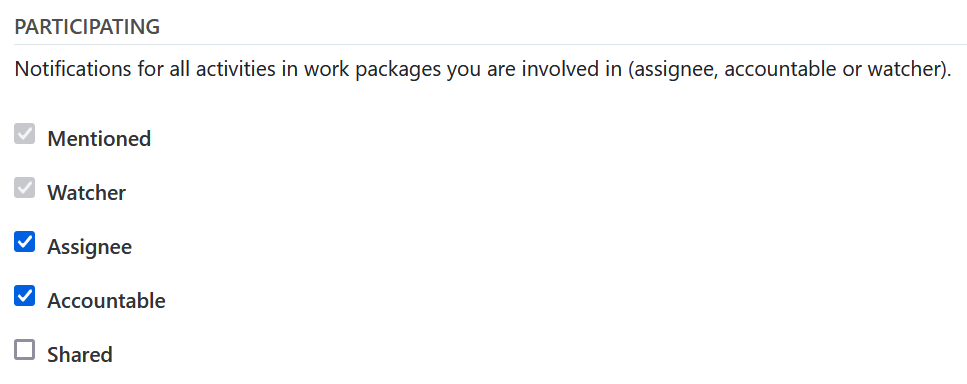 PARTICIPATING
Notifications for all activities in work packages you are involved in (assignee, accountable or watcher).
Mentioned
Watcher
Assignee
Accountable
Shared